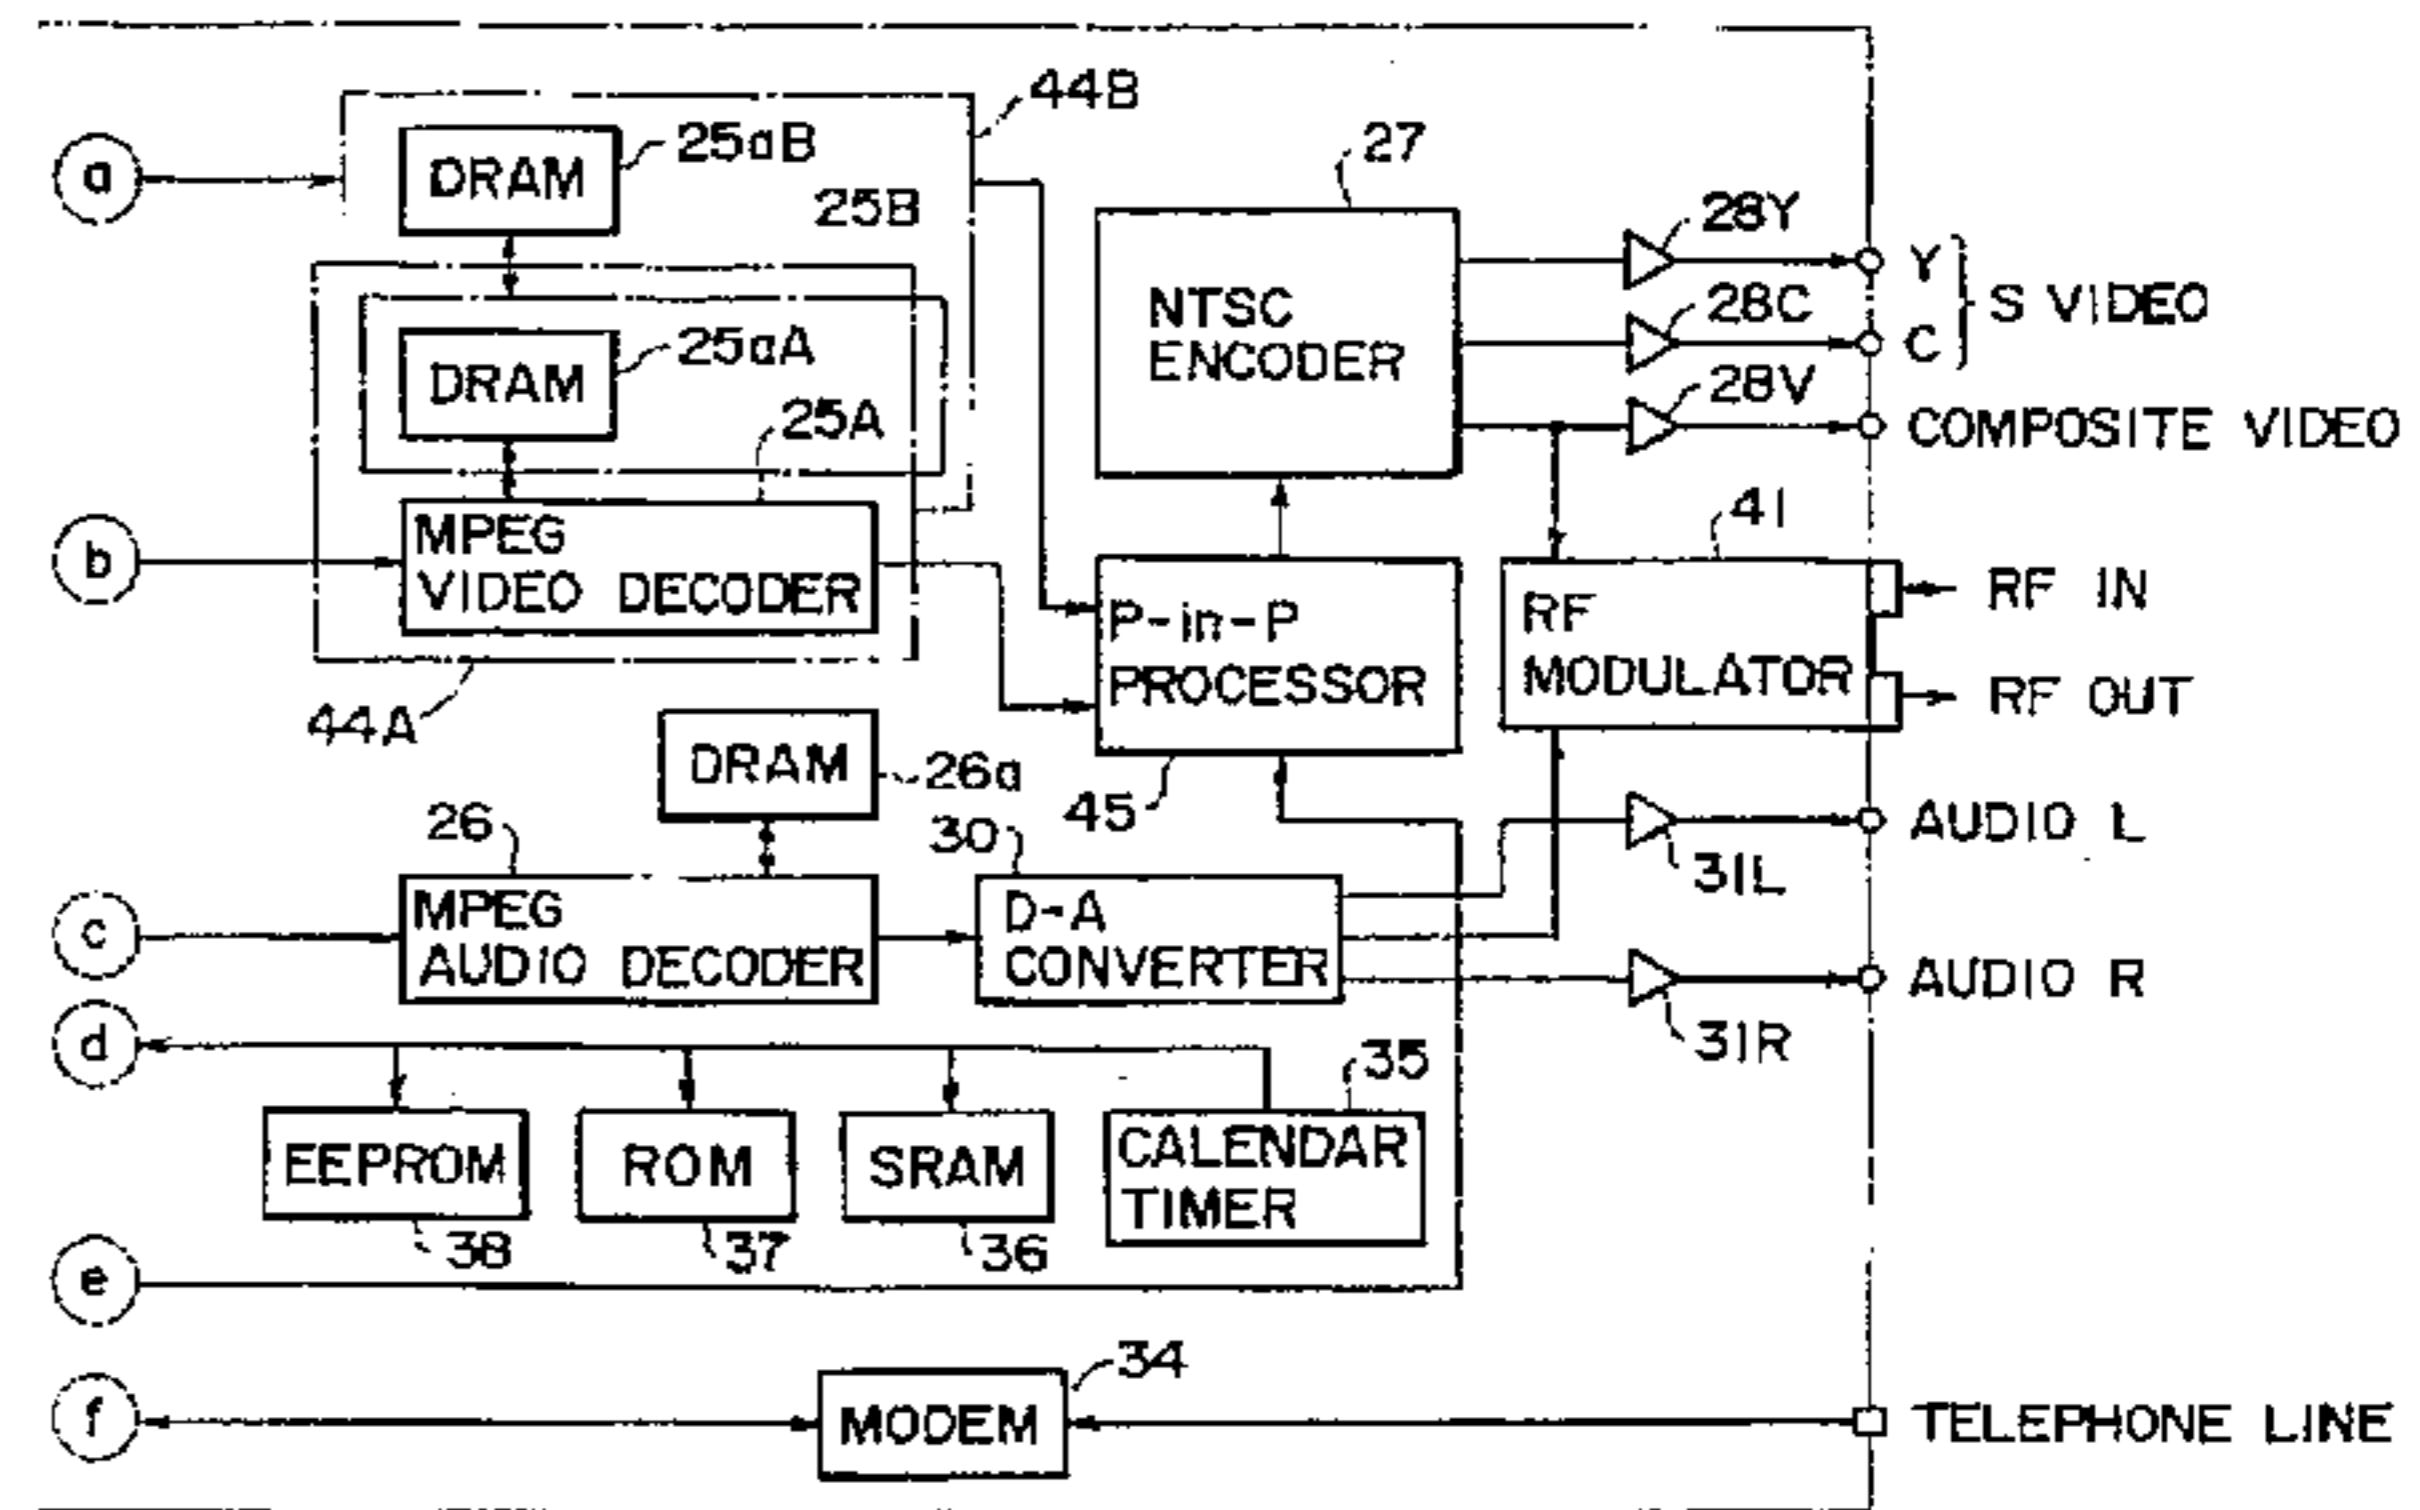 44B
a
DRAM
25aB
25B
27
28Y
Y
S VIDEO
NTSC
ENCODER
28C
C
DRAM
25aA
28V
25A
COMPOSITE VIDEO
b
MPEG
VIDEO DECODER
41
RF IN
P-in-P
PROCESSOR
RF
MODULATOR
RF OUT
44A
DRAM
26a
45
26
30
AUDIO L
31L
c
MPEG
AUDIO DECODER
D-A
CONVERTER
AUDIO R
31R
d
35
EEPROM
ROM
SRAM
CALENDAR
TIMER
38
37
36
e
34
f
MODEM
TELEPHONE LINE